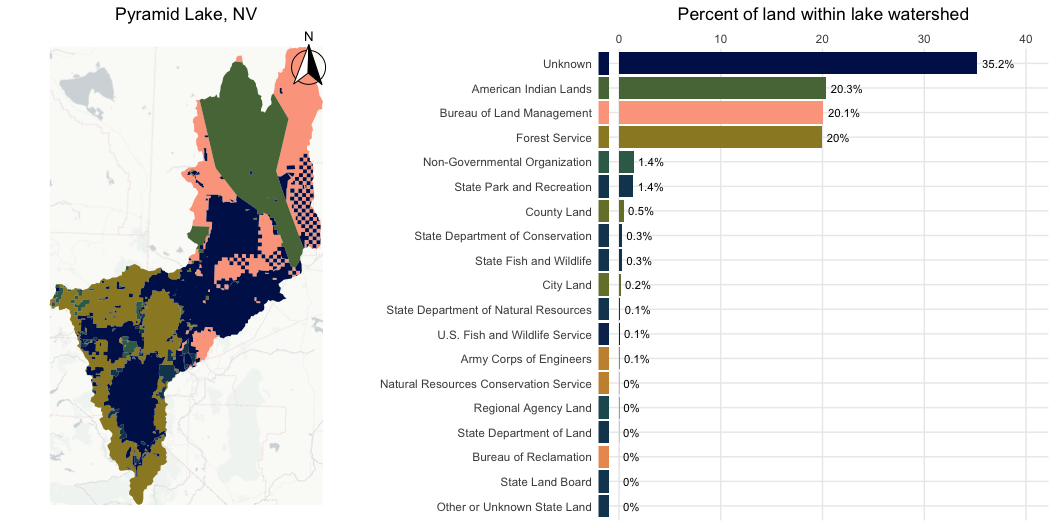 Pyramid Lake, NV
N
Percent of land within lake watershed
0 10 20 30 40
Unknown 35.2%
American Indian Lands 20.3%
Bureau of Land Management 20.1%
Forest Service 20%
Non-Governmental Organization 1.4%
State Park and Recreation 1.4%
County Land 0.5%
State Department of Conservation 0.3%
State Fish and Wildlife 0.3%
City Land 0.2%
State Department of Natural Resources 0.1%
U.S. Fish and Wildlife Service 0.1%
Army Corps of Engineers 0.1%
Natural Resources Conservation Service 0%
Regional Agency Land 0%
State Department of Land 0%
Bureau of Reclamation 0%
State Land Board 0%
Other or Unknown State Land 0%